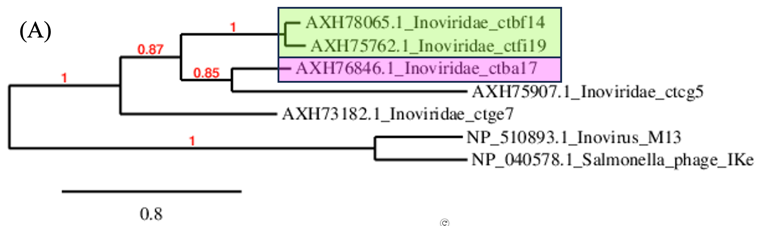 (A)
1
AXH78065.1_Inoviridae_ctbf14
AXH75762.1_Inoviridae_ctfi19
0.87
AXH76846.1_Inoviridae_ctba17
0.85
1
AXH75907.1_Inoviridae_ctcg5
AXH73182.1_Inoviridae_ctge7
NP_510893.1_Inovirus_M13
1
NP_040578.1_Salmonella_phage_IKe
0.8
©